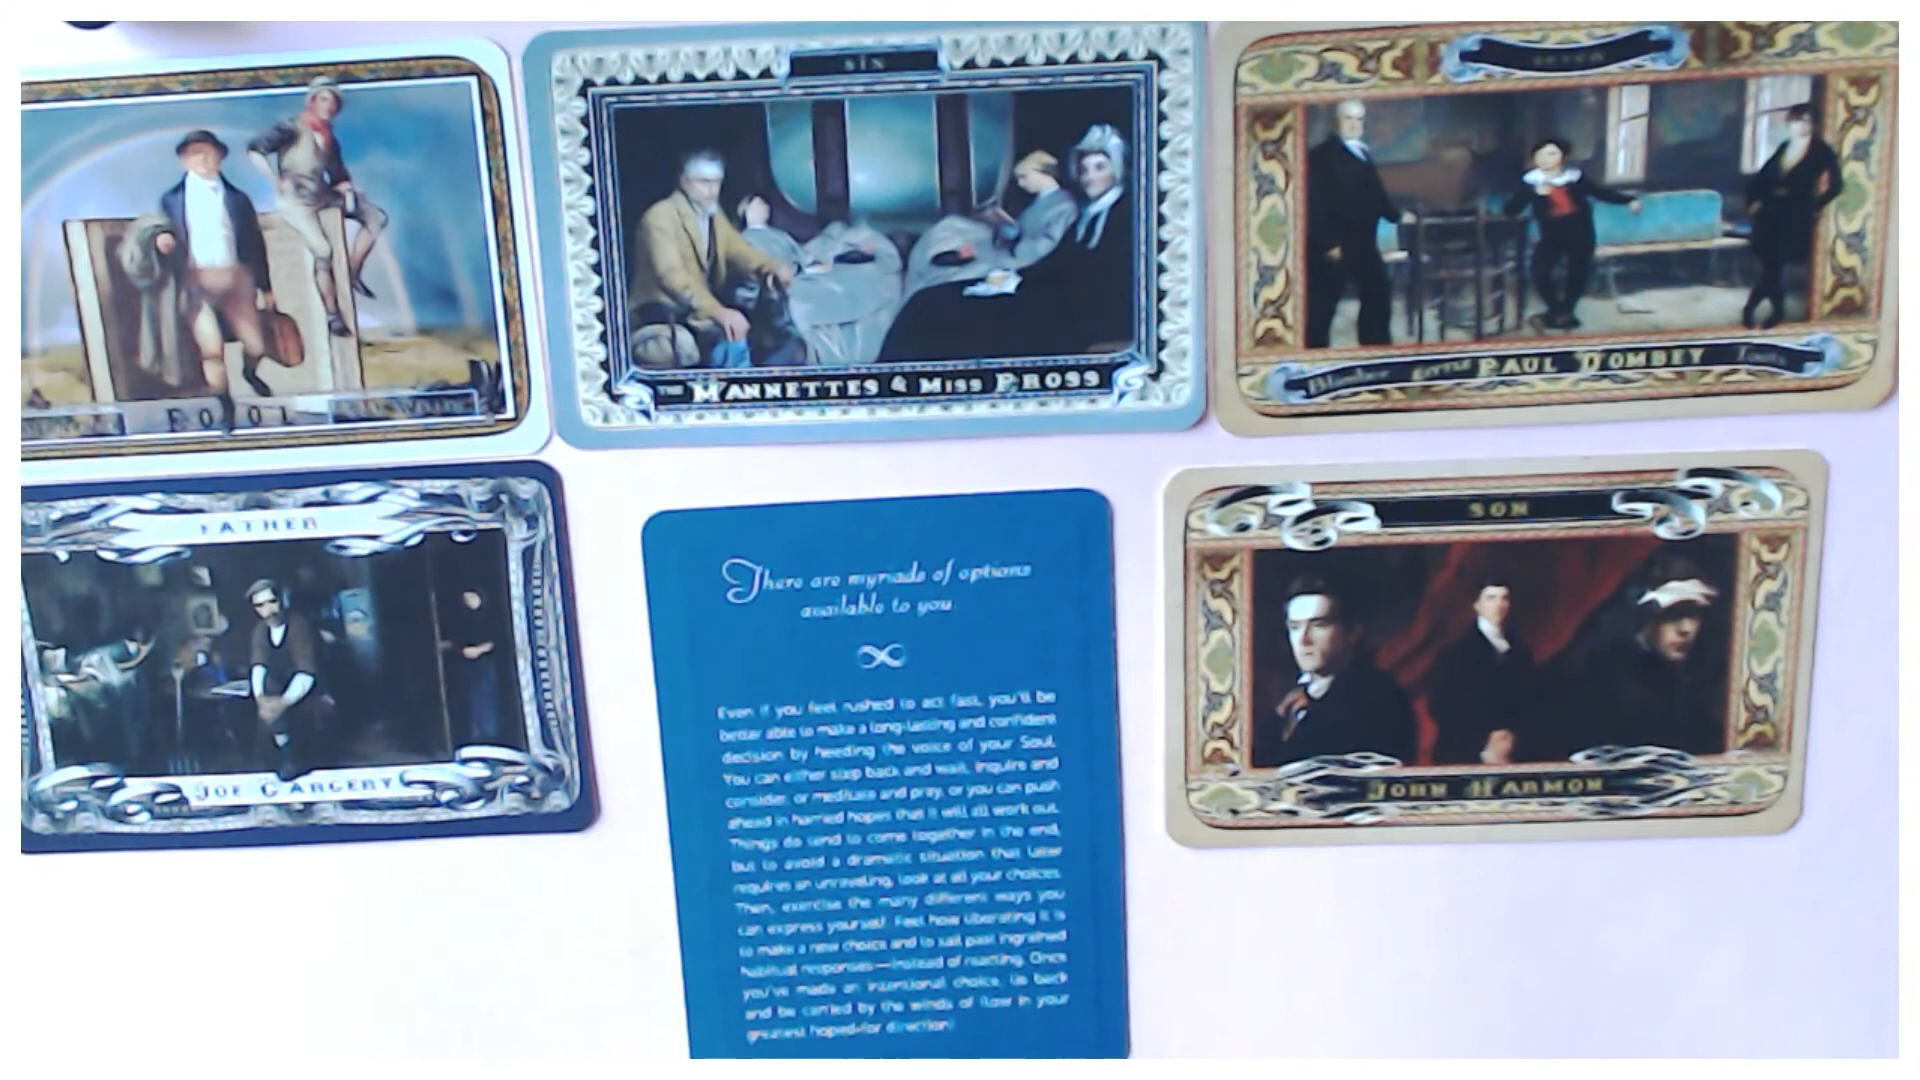 FOOL
SIX
THE MANNETTES & MISS PROSS
SEVEN
Blimber LITTLE PAUL DOMBEY Toots
FATHER
JOE GARGERY
There are myriads of options
available to you.
Even if you feel rushed to act fast, you'll be
better able to make a long-lasting and confident
decision by heeding the voice of your Soul.
You can either step back and wait, inquire and
consider, or meditate and pray, or you can push
ahead in harried hopes that it will all work out.
Things do tend to come together in the end,
but to avoid a dramatic situation that later
requires an unraveling, look at all your choices.
Then, exercise the many different ways you
can express yourself. Feel how liberating it is
to make a new choice and to sail past ingrained
habitual responses—instead of reacting. Once
you've made an intentional choice, lie back
and be carried by the winds of flow in your
greatest hoped-for direction!
SON
JOHN HARMON